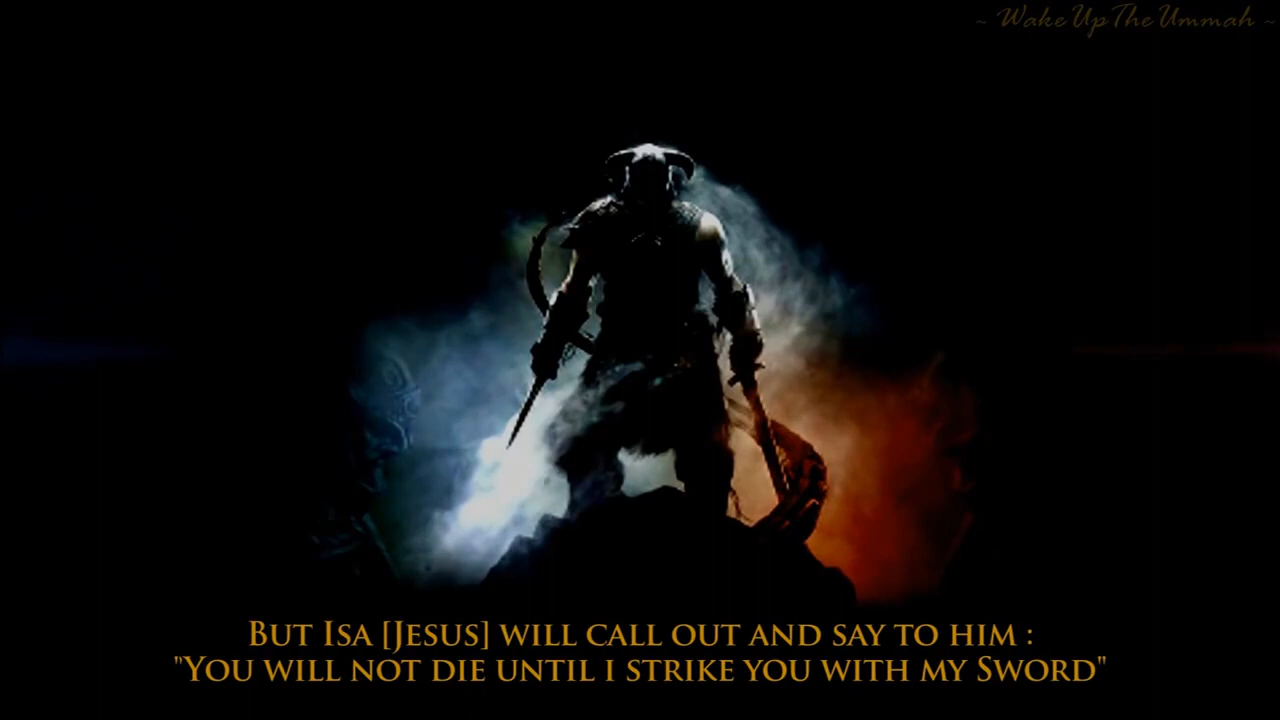 ~ Wake Up The Ummah ~
But Isa [Jesus] will call out and say to him :
"You will not die until i strike you with my Sword"